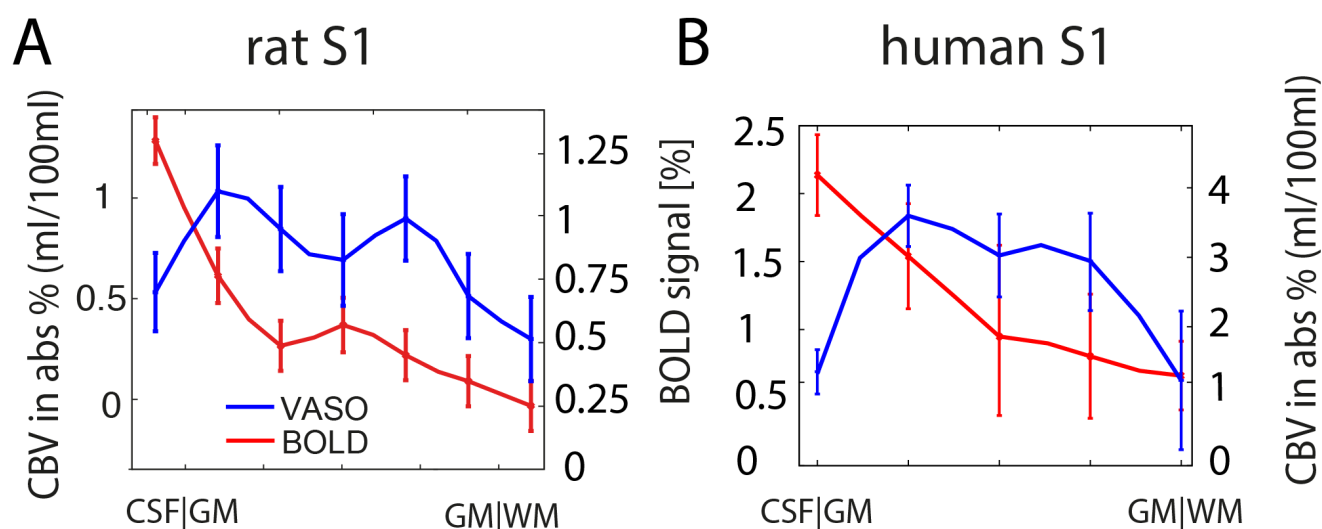 A
rat S1
CBV in abs % (ml/100ml)
1
0.5
0
1.25
1
0.75
0.5
0.25
0
VASO
BOLD
CSF|GM
GM|WM
B
human S1
BOLD signal [%]
2.5
2
1.5
1
0.5
0
4
3
2
1
0
CBV in abs % (ml/100ml)
CSF|GM
GM|WM